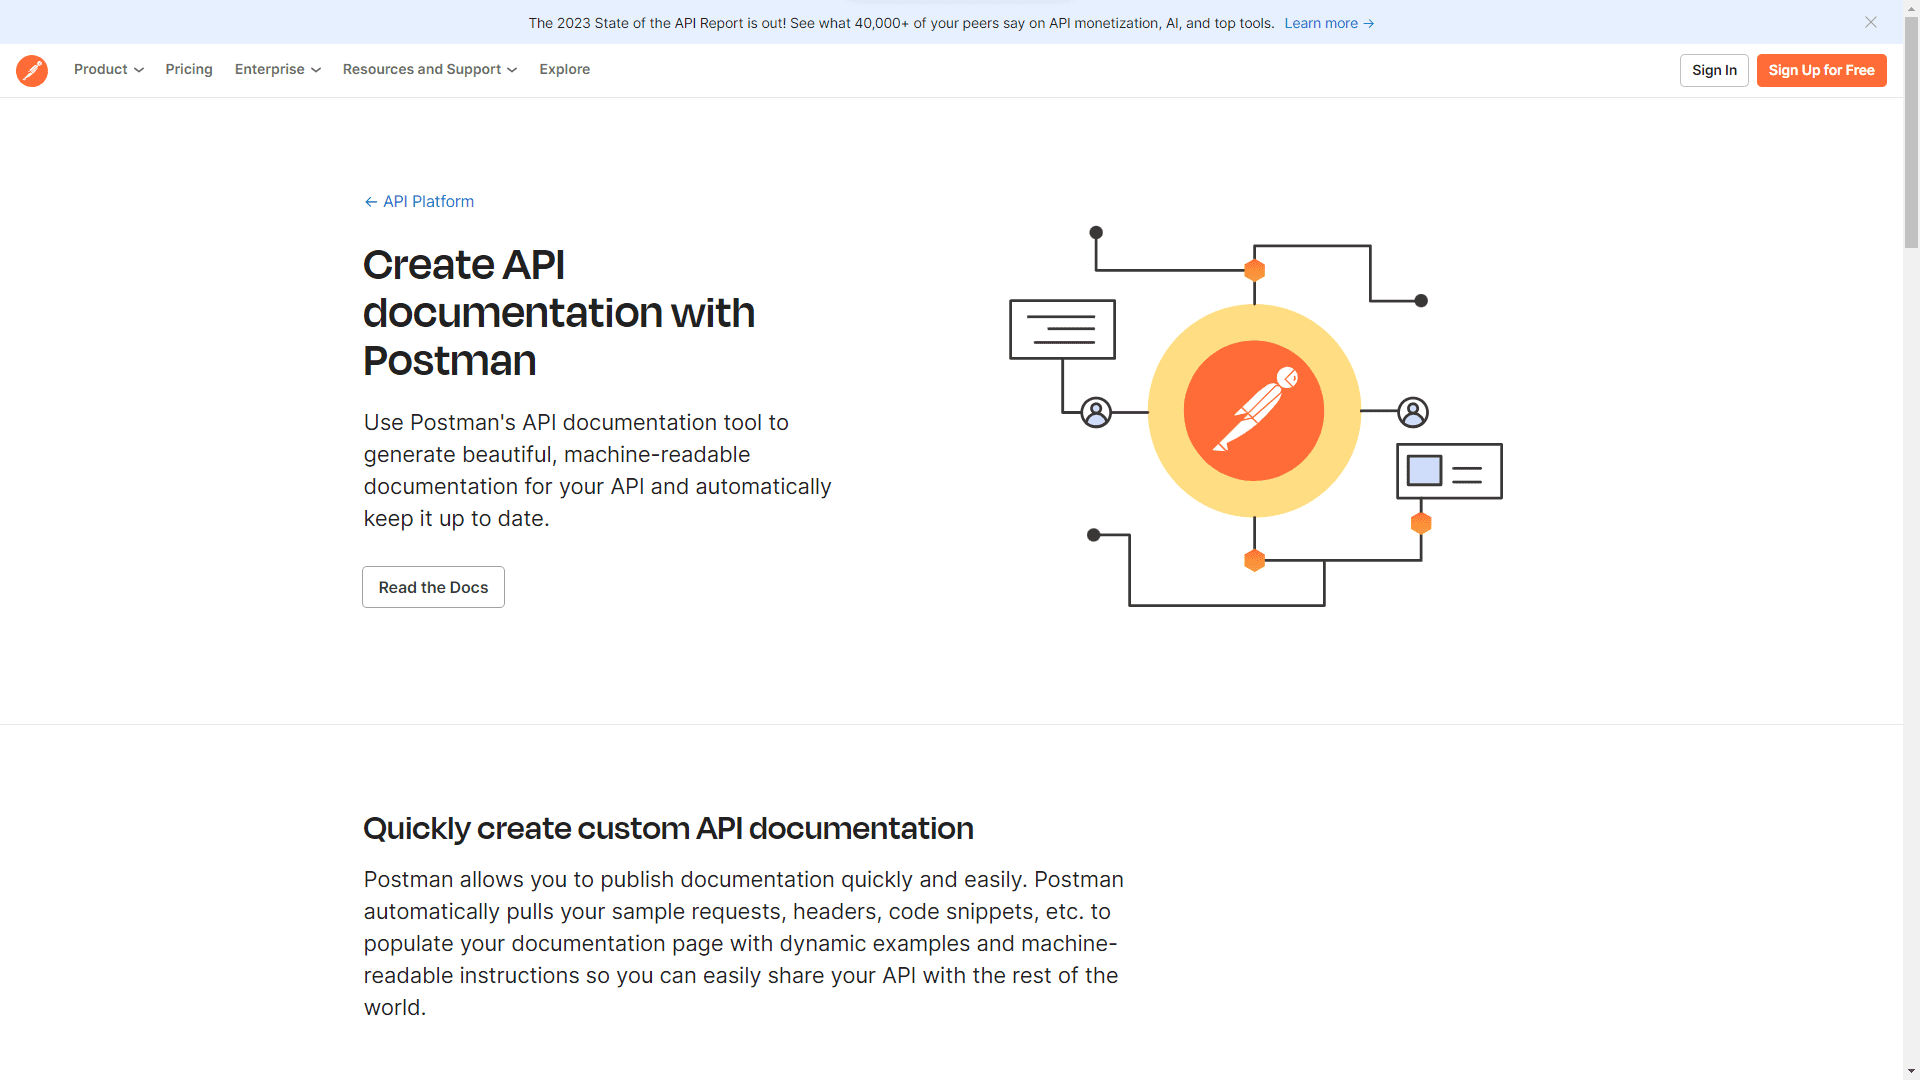 The 2023 State of the API Report is out! See what 40,000+ of your peers say on API monetization, AI, and top tools. Learn more →
Product Pricing Enterprise Resources and Support Explore Sign In Sign Up for Free
← API Platform
Create API
documentation with
Postman
Use Postman's API documentation tool to
generate beautiful, machine-readable
documentation for your API and automatically
keep it up to date.
Read the Docs
Quickly create custom API documentation
Postman allows you to publish documentation quickly and easily. Postman
automatically pulls your sample requests, headers, code snippets, etc. to
populate your documentation page with dynamic examples and machine-
readable instructions so you can easily share your API with the rest of the
world.